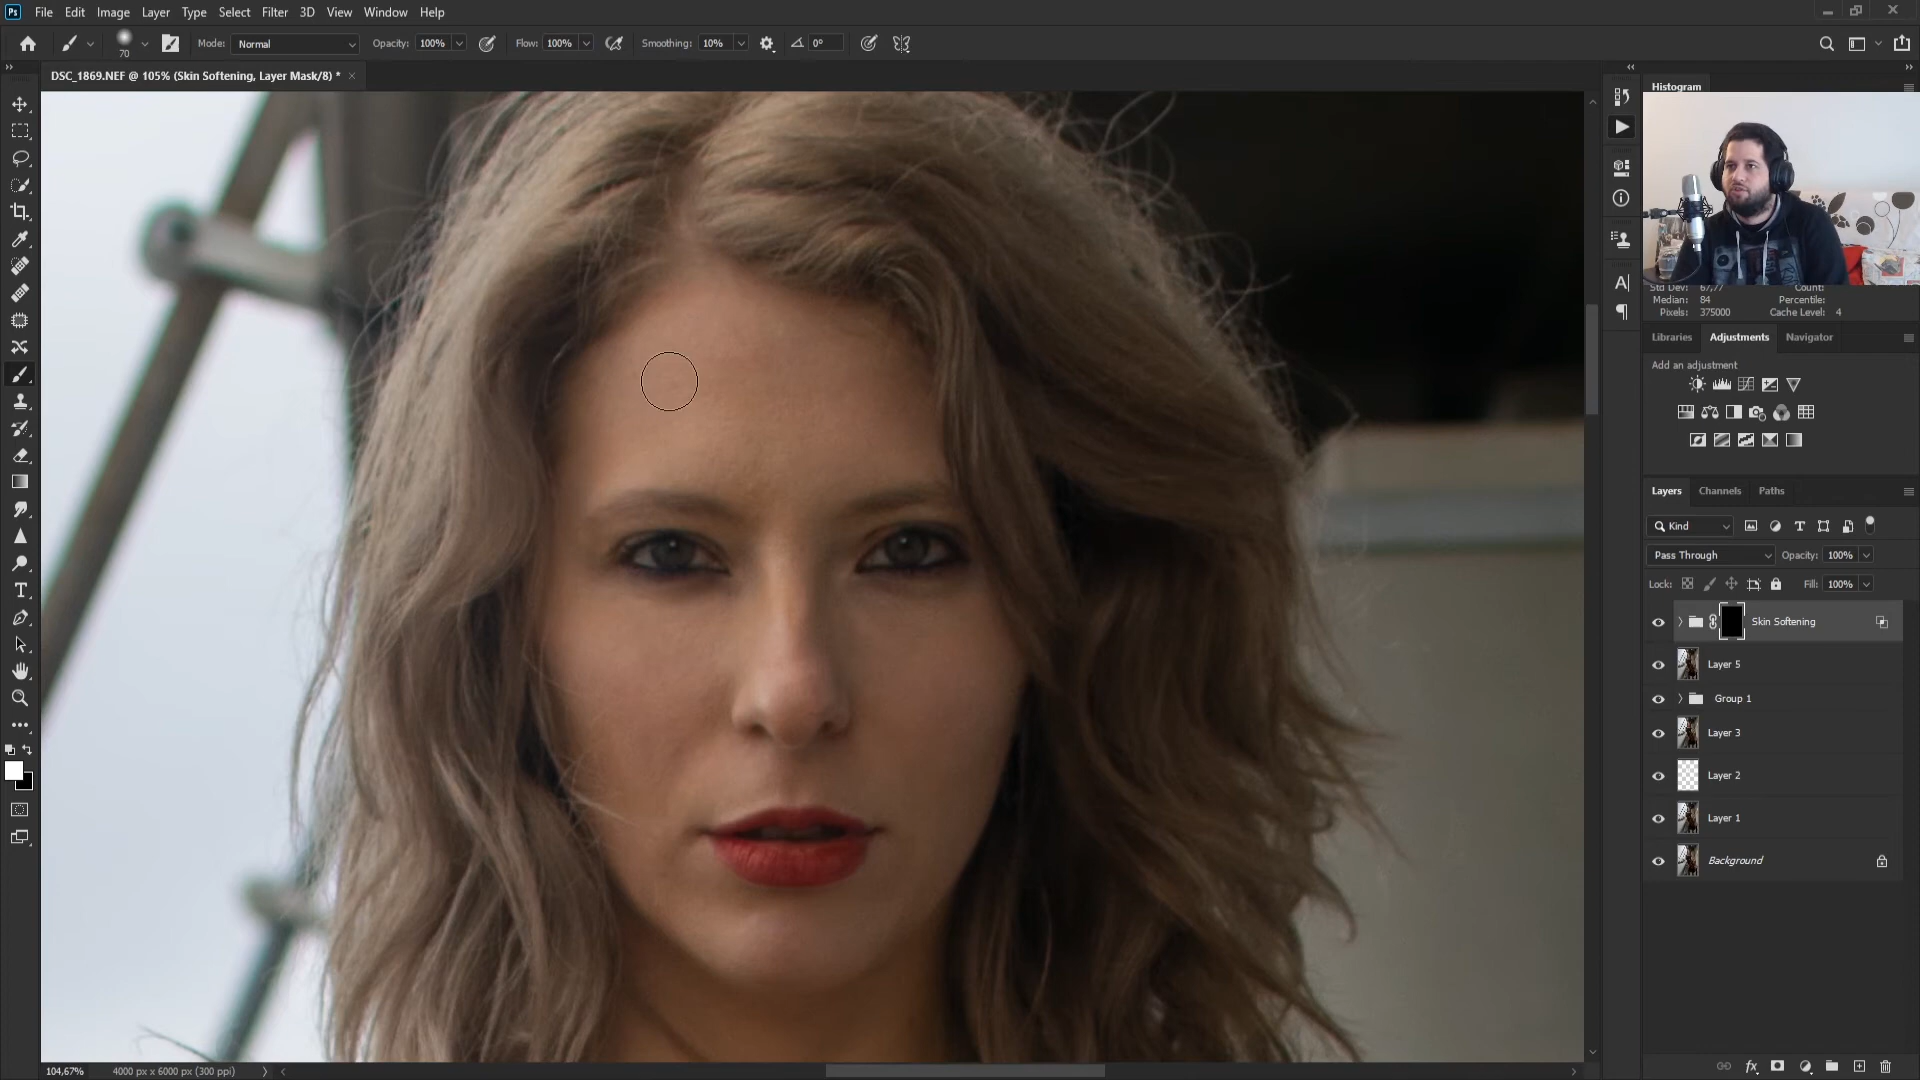 Ps File Edit Image Layer Type Select Filter 3D View Window Help
70 Mode: Normal Opacity: 100% Flow: 100% Smoothing: 10% 0°
DSC_1869.NEF @ 105% (Skin Softening, Layer Mask/8) * ×
Histogram
Std Dev: 67,77 Count:
Median: 84 Percentile:
Pixels: 375000 Cache Level: 4
Libraries Adjustments Navigator
Add an adjustment
Layers Channels Paths
Kind
Pass Through Opacity: 100%
Lock: Fill: 100%
Skin Softening
Layer 5
Group 1
Layer 3
Layer 2
Layer 1
Background
fx
104,67% 4000 px x 6000 px (300 ppi)